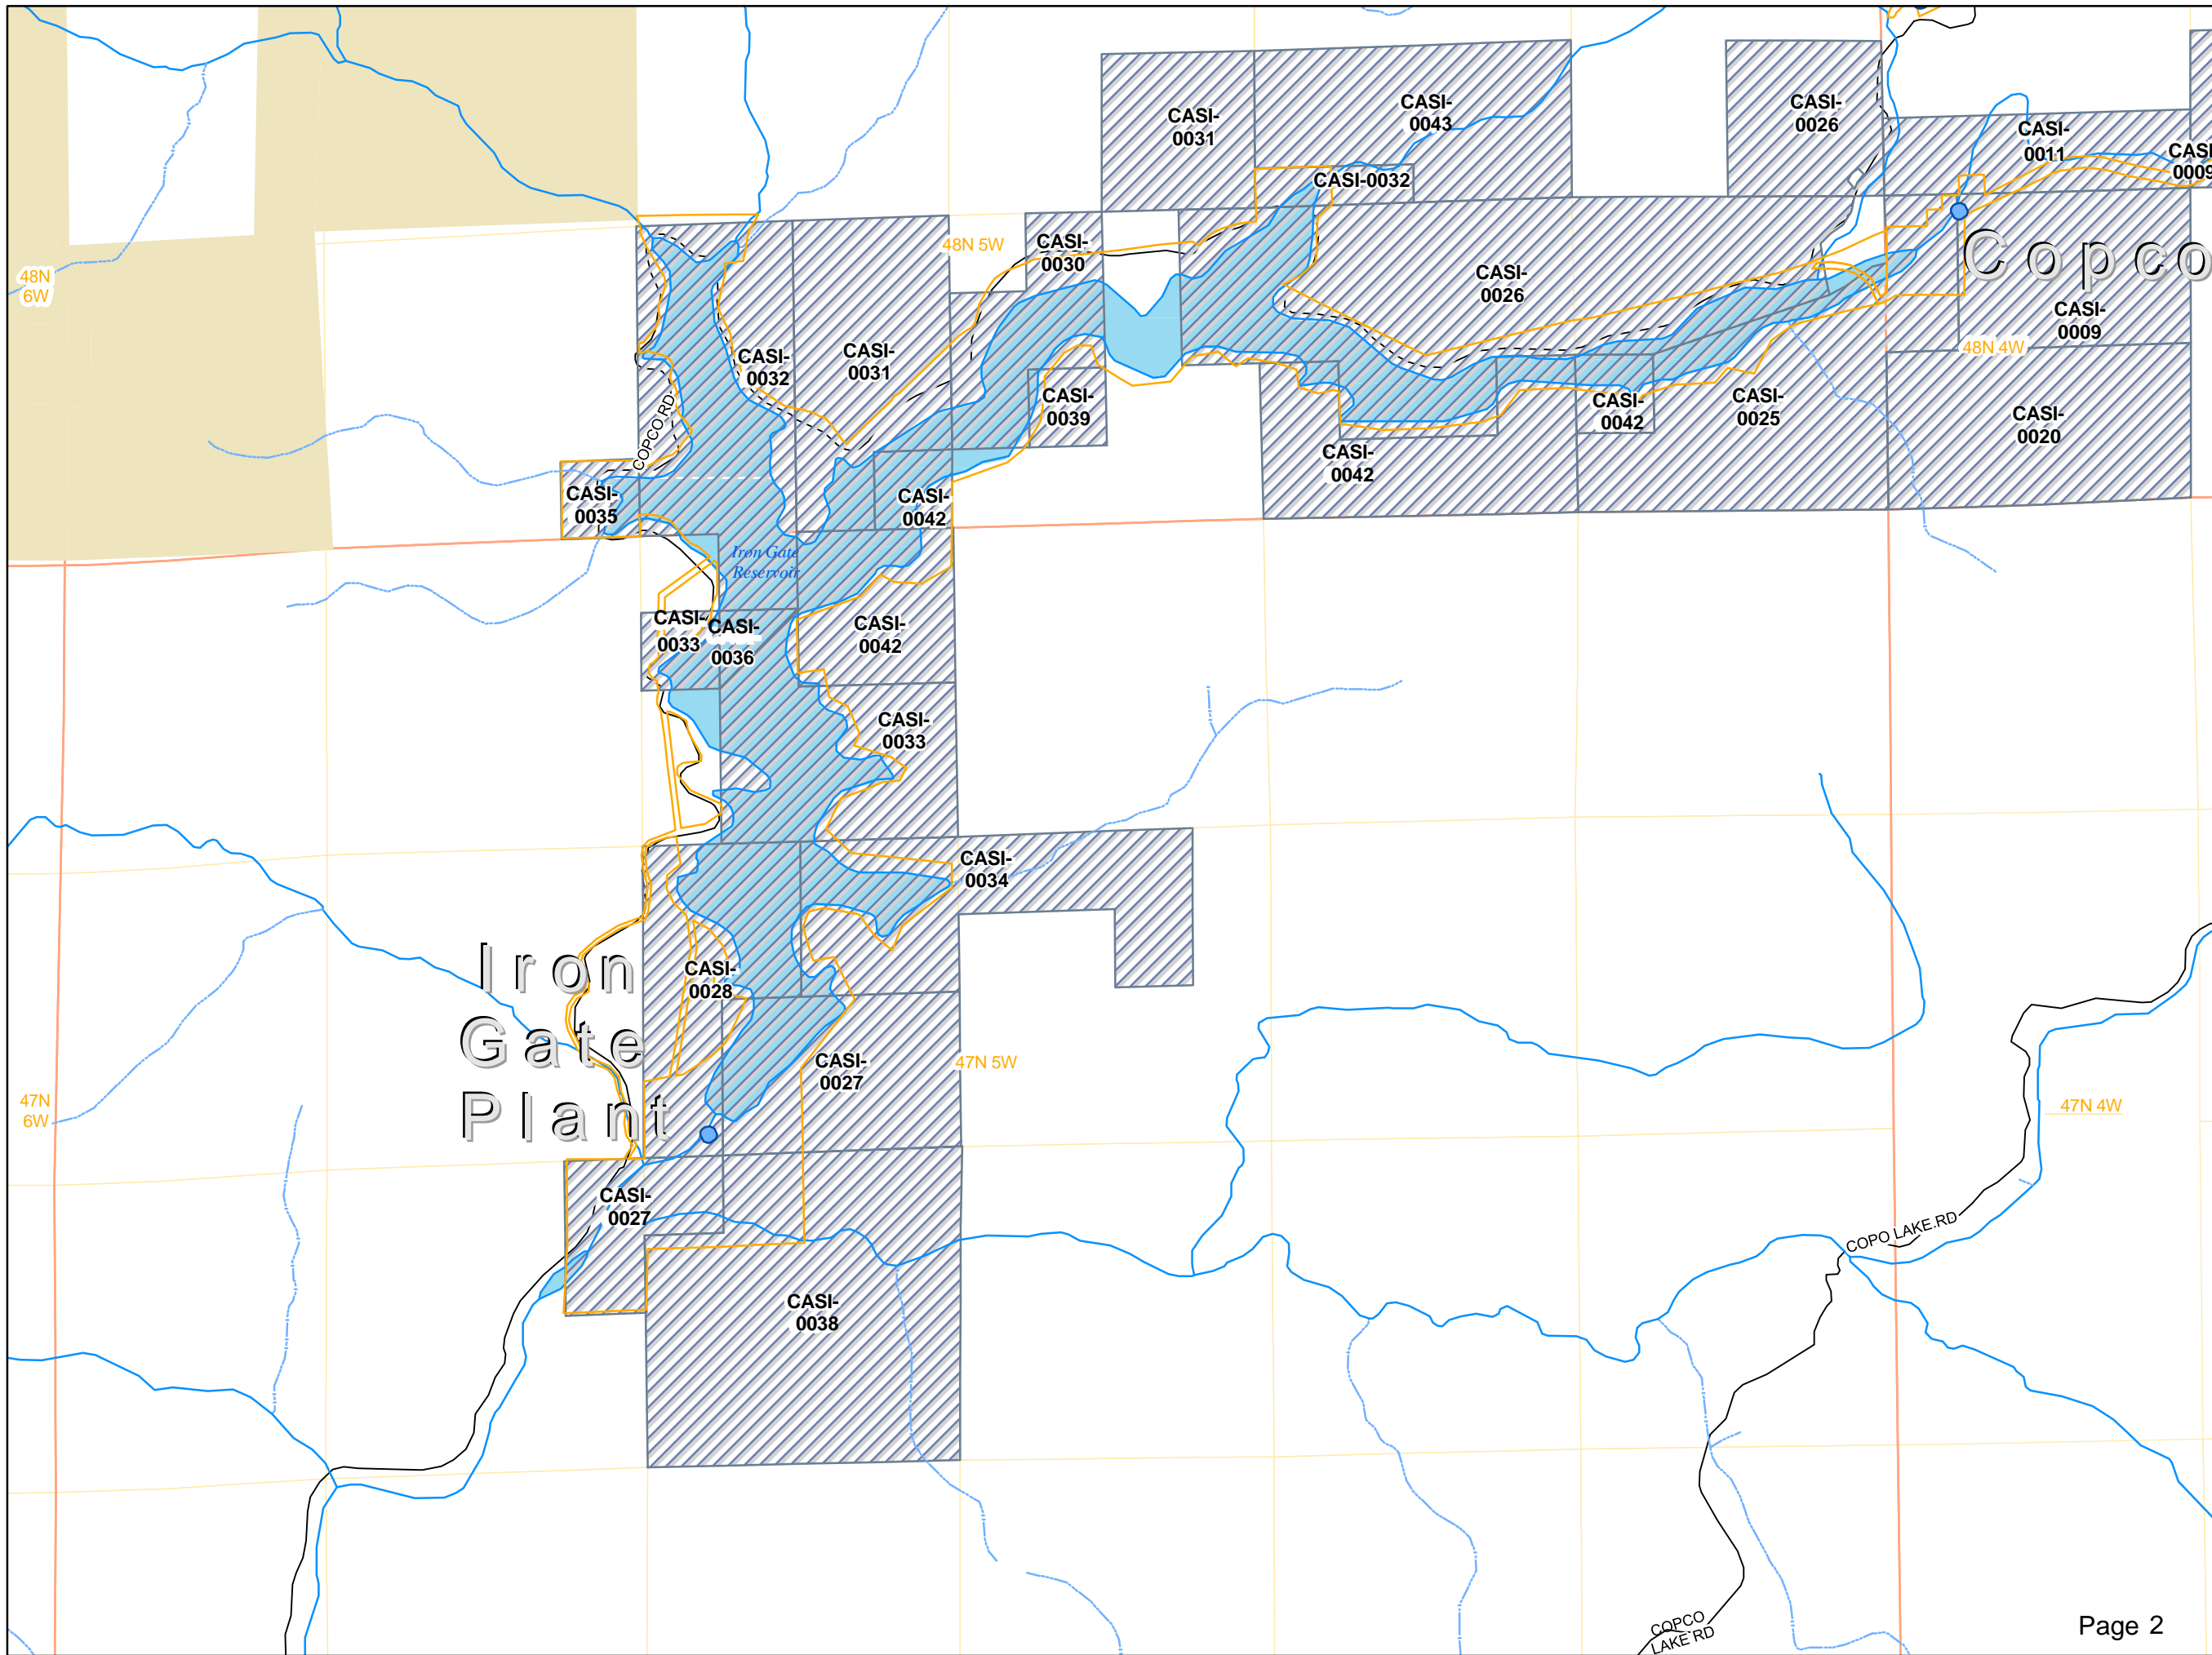 CASI-
0031
CASI-
0043
CASI-
0026
CASI-
0011
CASI
0009
CASI-0032
48N 5W
CASI-
0030
Copco
48N
6W
CASI-
0026
CASI-
0009
48N 4W
CASI-
0032
CASI-
0031
CASI-
0039
CASI-
0042
CASI-
0025
CASI-
0020
COPCO RD
CASI-
0042
CASI-
0035
CASI-
0042
Iron Gate
Reservoir
CASI-
0033
CASI-
0036
CASI-
0042
CASI-
0033
CASI-
0034
Iron
Gate
Plant
CASI-
0028
CASI-
0027
47N 5W
47N
6W
47N 4W
CASI-
0027
COPO LAKE RD
CASI-
0038
COPCO
LAKE RD
Page 2